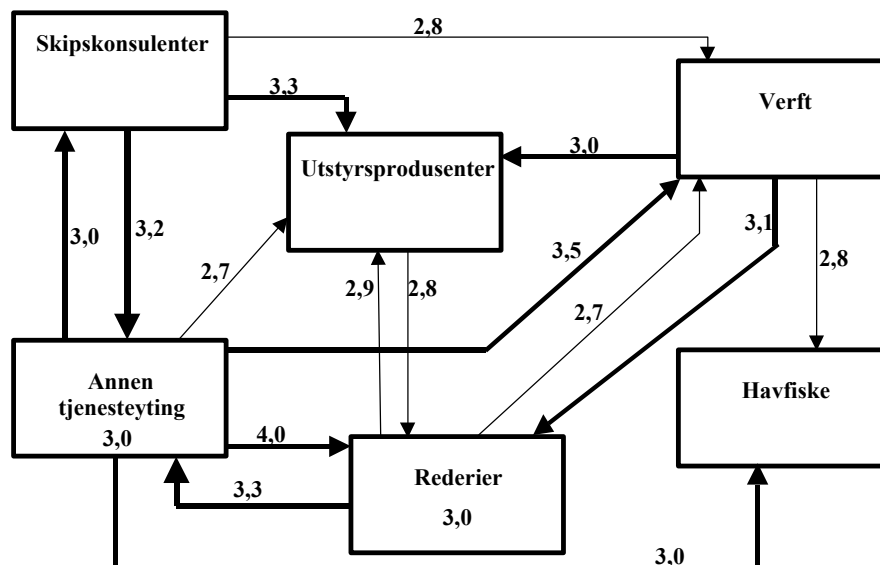 2,8
Skipskonsulenter
3,3
Verft
3,0
Utstyrsprodusenter
3,0
3,2
3,1
3,5
2,7
2,9
2,8
2,7
2,8
Annen
tjenesteyting
3,0
Havfiske
4,0
Rederier
3,3
3,0
3,0